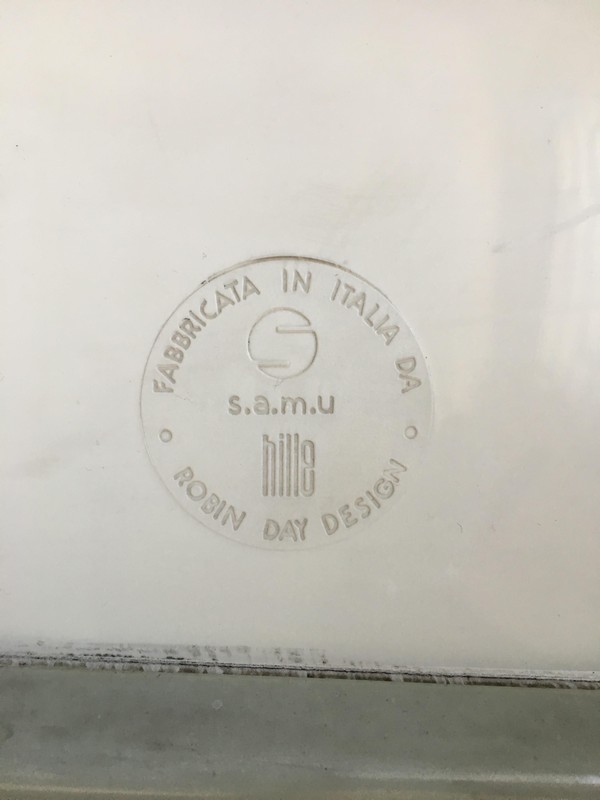 FABBRICATA IN ITALIA DA
S
s.a.m.u
hille
ROBIN DAY DESIGN